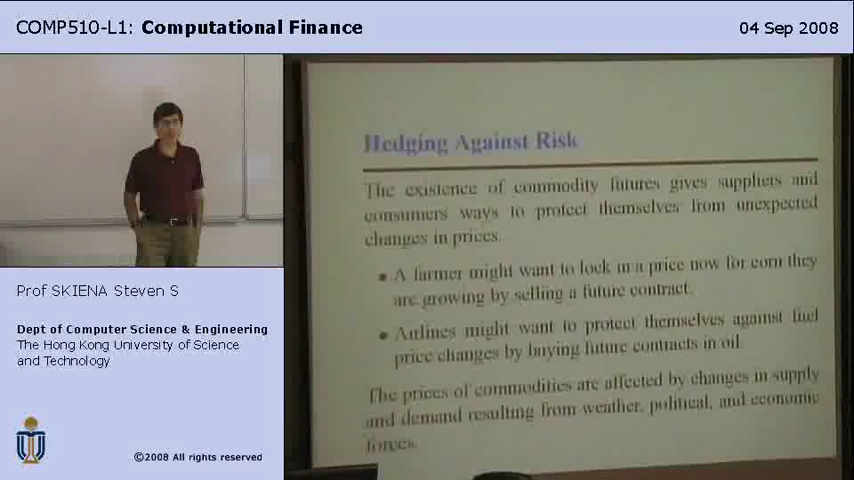 COMP510-L1: Computational Finance
04 Sep 2008
Prof SKIENA Steven S
Dept of Computer Science & Engineering
The Hong Kong University of Science
and Technology
©2008 All rights reserved
Hedging Against Risk
The existence of commodity futures gives suppliers and
consumers ways to protect themselves from unexpected
changes in prices.
• A farmer might want to lock in a price now for corn they
are growing by selling a future contract.
• Airlines might want to protect themselves against fuel
price changes by buying future contracts in oil.
The prices of commodities are affected by changes in supply
and demand resulting from weather, political, and economic
forces.